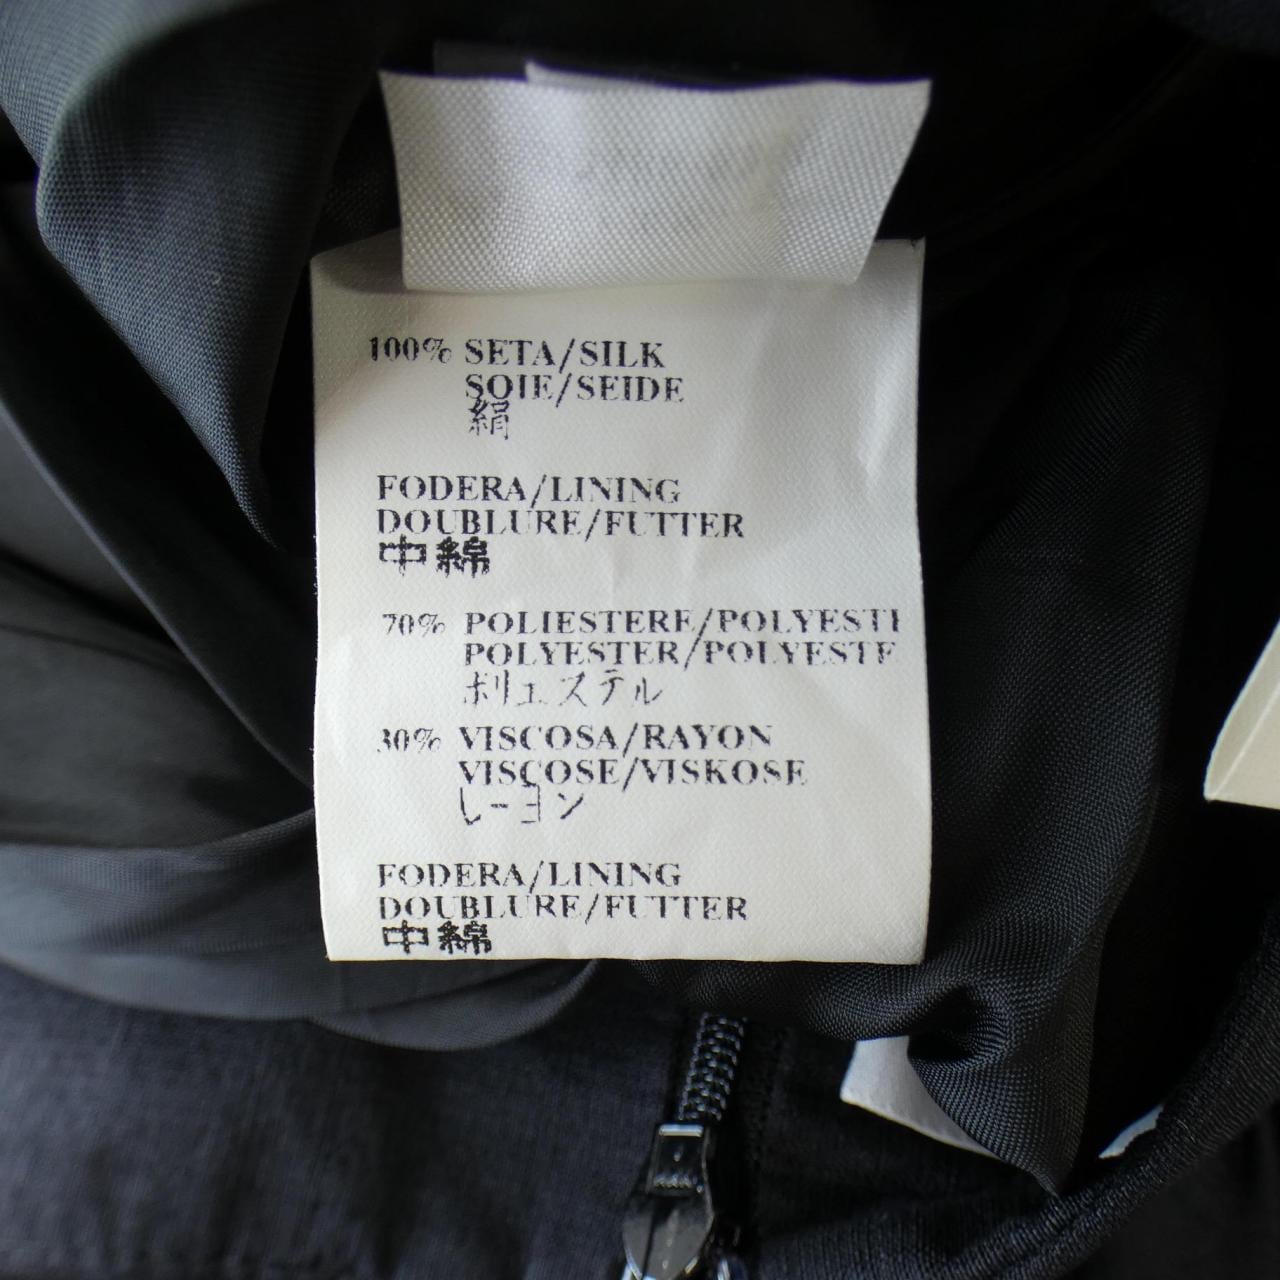 100% SETA/SILK
SOIE/SEIDE
絹
FODERA/LINING
DOUBLURE/FUTTER
中綿
70% POLIESTERE/POLYESTE
POLYESTER/POLYESTE
ポリエステル
30% VISCOSA/RAYON
VISCOSE/VISKOSE
レーヨン
FODERA/LINING
DOUBLURE/FUTTER
中綿